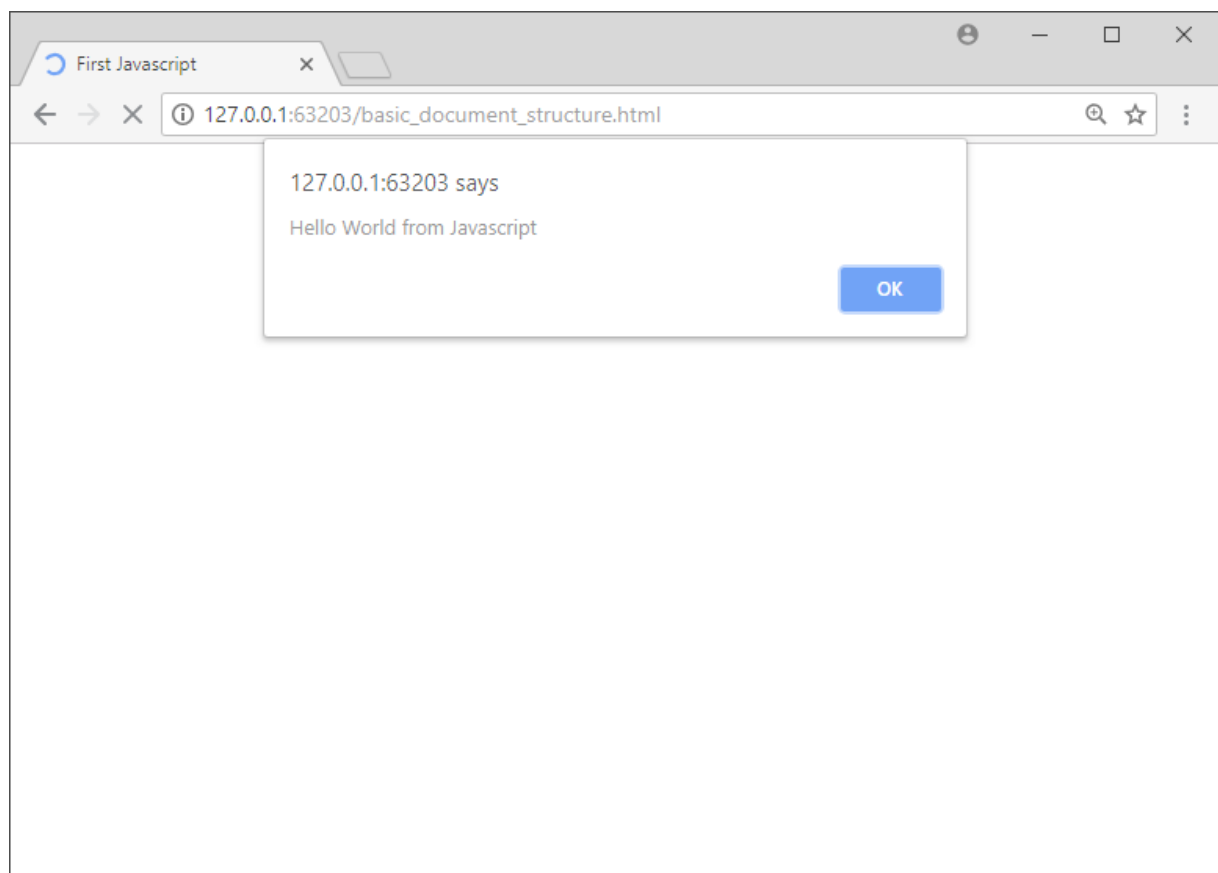 First Javascript
127.0.0.1:63203/basic_document_structure.html
127.0.0.1:63203 says
Hello World from Javascript
OK